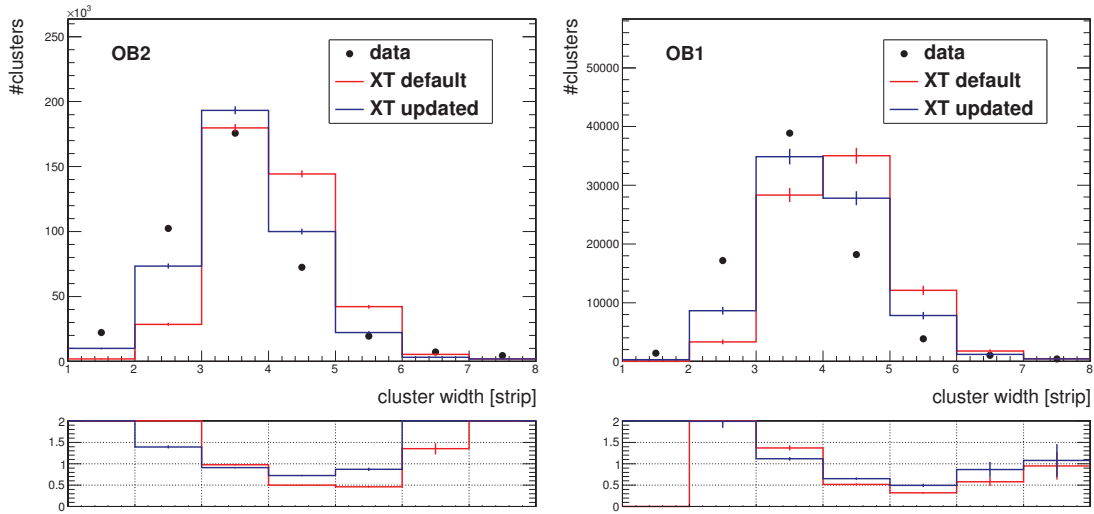 ×10³
#clusters
250
200
150
100
50
0
OB2
data
XT default
XT updated
1 2 3 4 5 6 7 8
cluster width [strip]
2
1.5
1
0.5
0
#clusters
50000
40000
30000
20000
10000
0
OB1
data
XT default
XT updated
1 2 3 4 5 6 7 8
cluster width [strip]
2
1.5
1
0.5
0